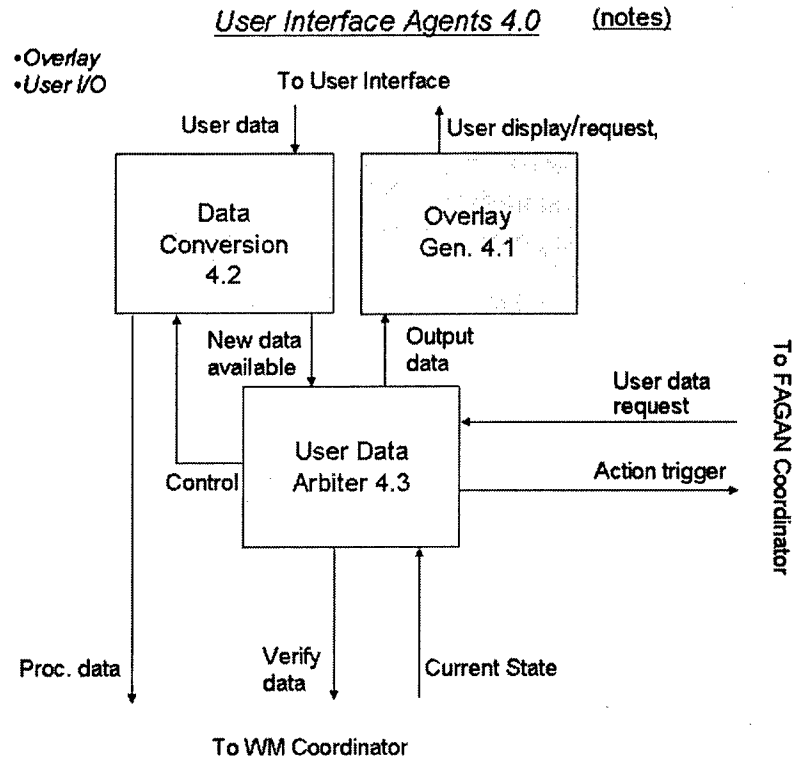 User Interface Agents 4.0 (notes)
•Overlay
•User I/O
To User Interface
User data
User display/request,
Data
Conversion
4.2
Overlay
Gen. 4.1
New data
available
Output
data
User data
request
To FAGAN Coordinator
User Data
Arbiter 4.3
Control
Action trigger
Proc. data
Verify
data
Current State
To WM Coordinator